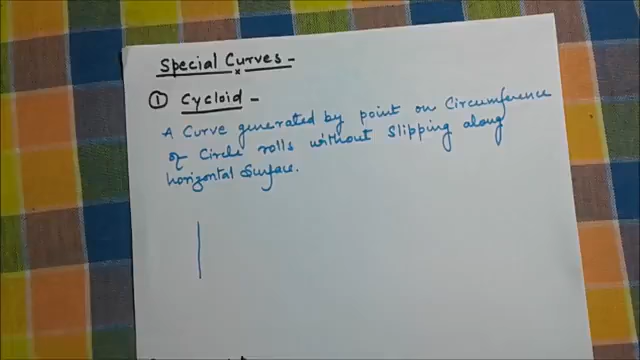 Special Curves -
① Cycloid -
A Curve generated by point on Circumference
of Circle rolls without Slipping along
horizontal Surface.